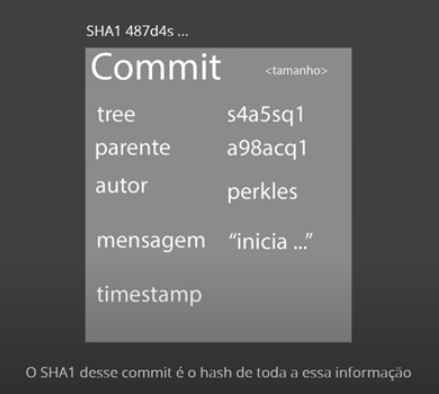 SHA1 487d4s ...
Commit <tamanho>
tree s4a5sq1
parente a98acq1
autor perkles
mensagem “inicia ...”
timestamp
O SHA1 desse commit é o hash de toda a essa informação